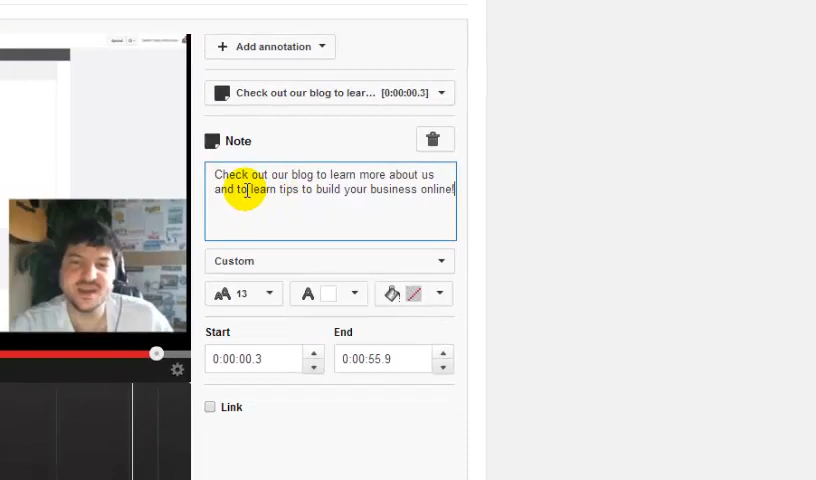 + Add annotation
Check out our blog to lear... [0:00:00.3]
Note
Check out our blog to learn more about us
and to learn tips to build your business online!
Custom
AA 13 A
Start End
0:00:00.3 0:00:55.9
Link